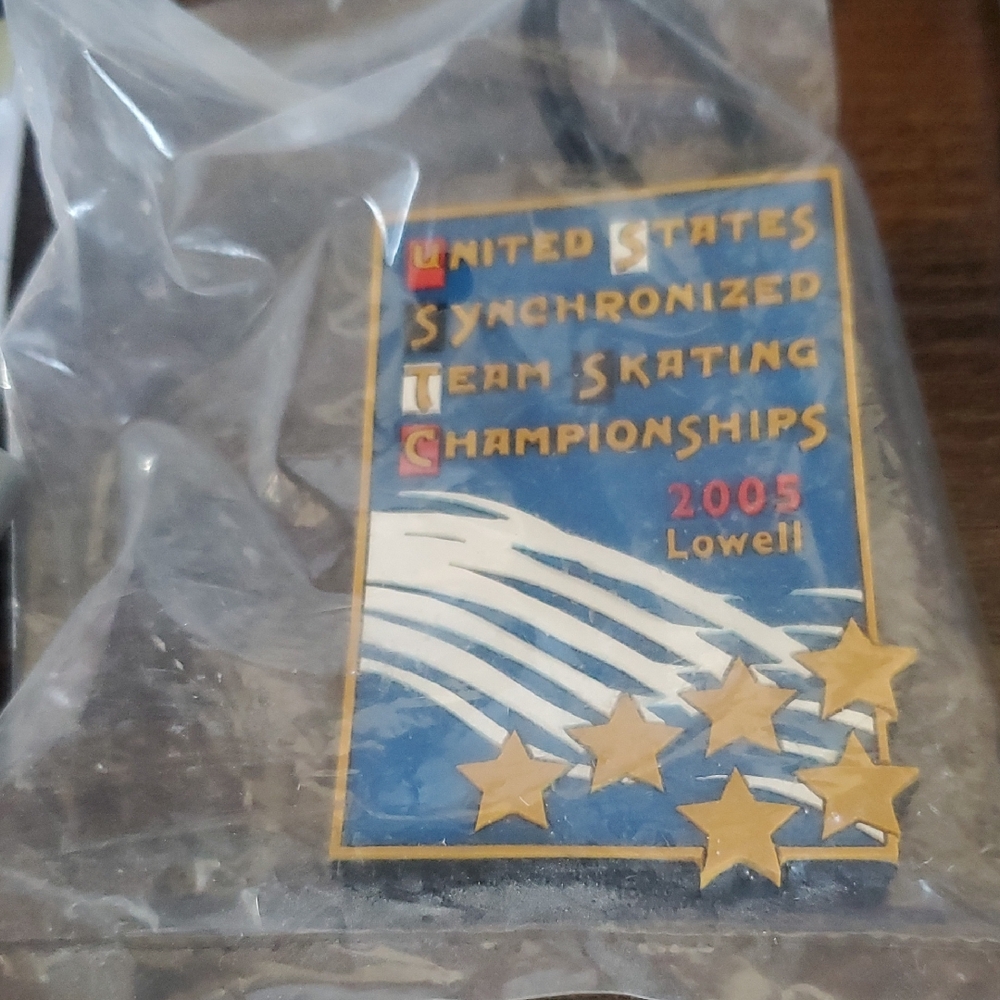 UNITED STATES
SYNCHRONIZED
TEAM SKATING
CHAMPIONSHIPS
2005
Lowell